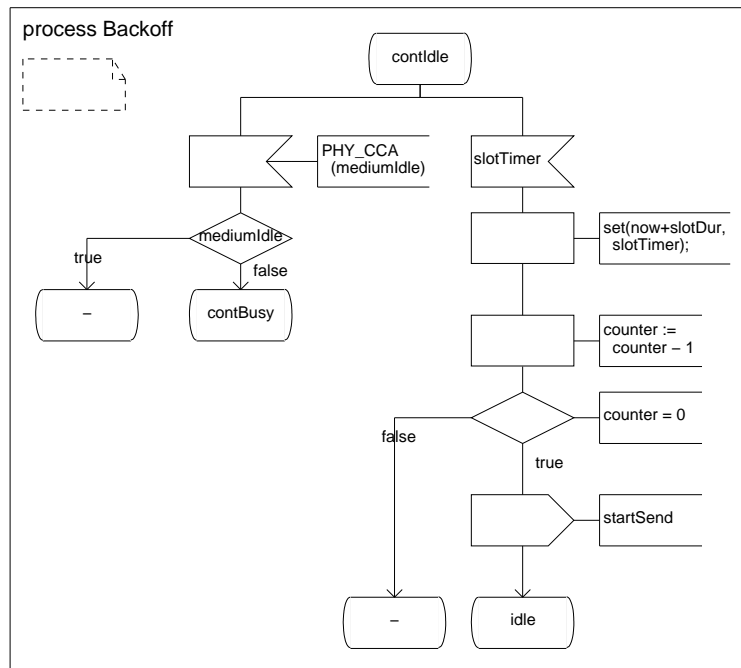 process Backoff
contIdle
PHY_CCA
(mediumIdle)
slotTimer
set(now+slotDur,
slotTimer);
mediumIdle
true
false
–
contBusy
counter :=
counter – 1
counter = 0
false
true
startSend
–
idle